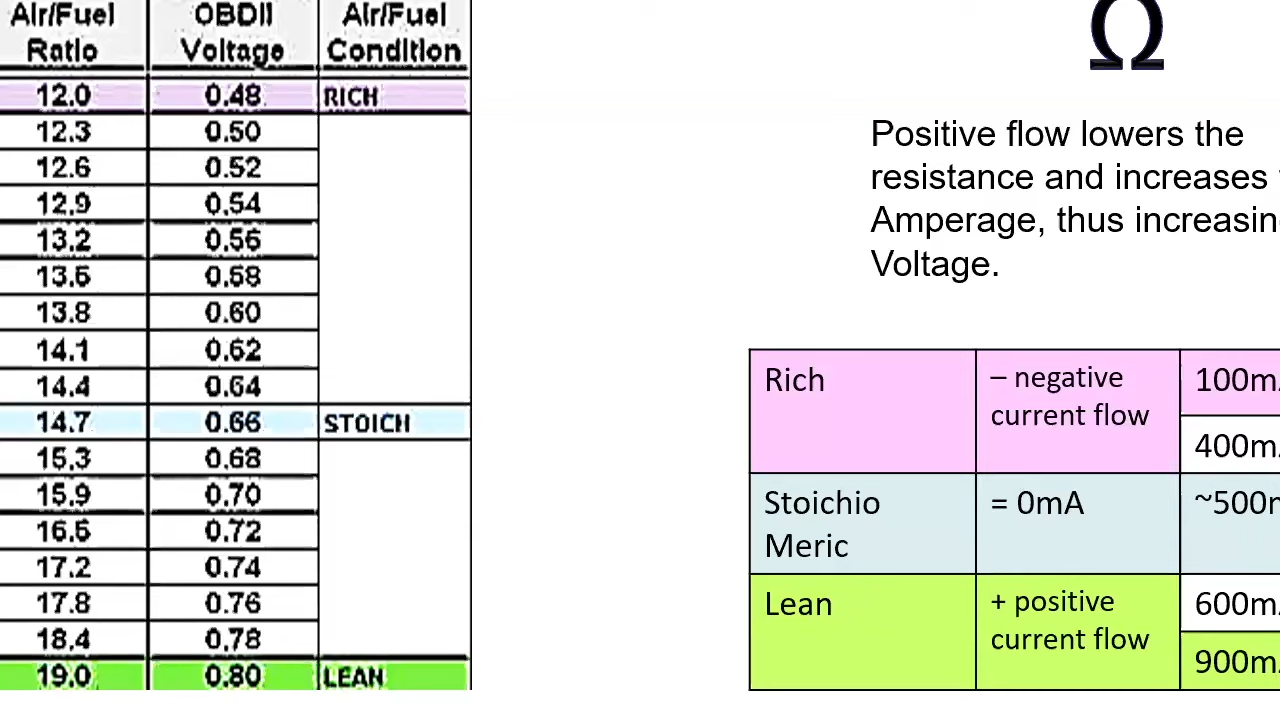 Air/Fuel Ratio OBDII Voltage Air/Fuel Condition
12.0 0.48 RICH
12.3 0.50
12.6 0.52
12.9 0.54
13.2 0.56
13.5 0.58
13.8 0.60
14.1 0.62
14.4 0.64
14.7 0.66 STOICH
15.3 0.68
15.9 0.70
16.5 0.72
17.2 0.74
17.8 0.76
18.4 0.78
19.0 0.80 LEAN
Ω
Positive flow lowers the
resistance and increases
Amperage, thus increasing
Voltage.
Rich – negative 100m
current flow
400m
Stoichio = 0mA ~500m
Meric
Lean + positive 600m
current flow
900m